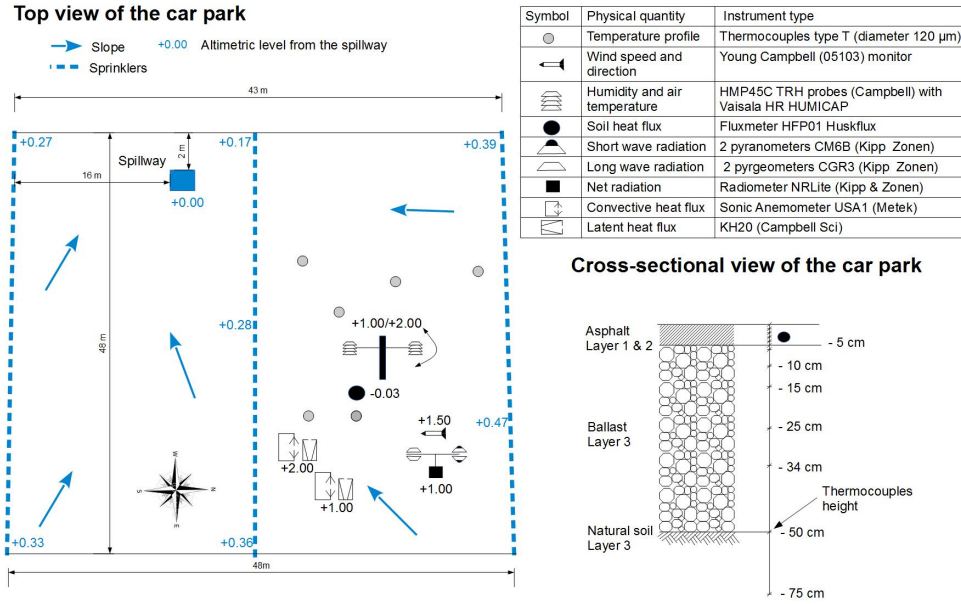 Top view of the car park
Slope
+0.00 Altimetric level from the spillway
Sprinklers
43 m
+0.27
+0.17
+0.39
Spillway
2 m
16 m
+0.00
48 m
+0.28
+1.00/+2.00
-0.03
+0.47
+1.50
+2.00
+1.00
+1.00
W
S
N
E
+0.33
+0.36
48m
Symbol Physical quantity Instrument type
Temperature profile Thermocouples type T (diameter 120 µm)
Wind speed and direction Young Campbell (05103) monitor
Humidity and air temperature HMP45C TRH probes (Campbell) with Vaisala HR HUMICAP
Soil heat flux Fluxmeter HFP01 Huskflux
Short wave radiation 2 pyranometers CM6B (Kipp Zonen)
Long wave radiation 2 pyrgeometers CGR3 (Kipp Zonen)
Net radiation Radiometer NRLite (Kipp & Zonen)
Convective heat flux Sonic Anemometer USA1 (Metek)
Latent heat flux KH20 (Campbell Sci)
Cross-sectional view of the car park
Asphalt
Layer 1 & 2
- 5 cm
- 10 cm
- 15 cm
Ballast
Layer 3
- 25 cm
- 34 cm
Thermocouples
height
Natural soil
Layer 3
- 50 cm
- 75 cm